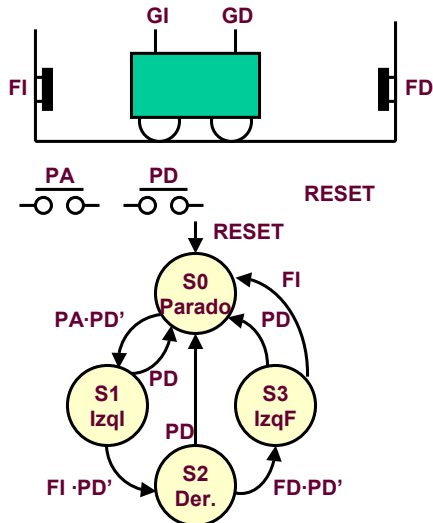 GI GD
FI FD
PA PD RESET
RESET
S0
Parado
FI
PA·PD’
PD
PD
S1
IzqI
S3
IzqF
PD
S2
Der.
FI ·PD’
FD·PD’